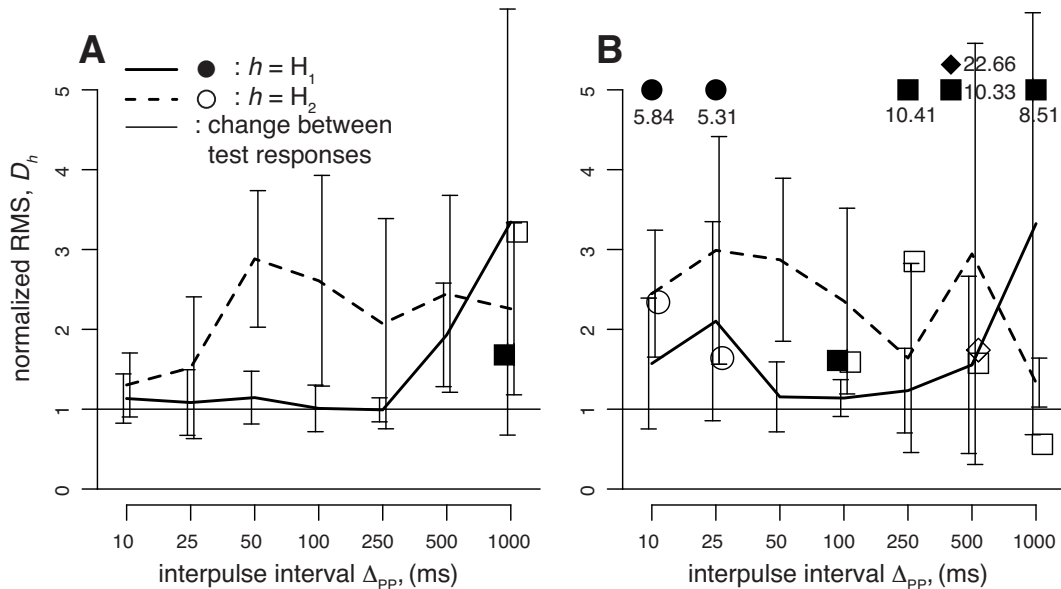 A
● : h = H1
○ : h = H2
: change between
test responses
normalized RMS, Dh
5
4
3
2
1
0
10 25 50 100 250 500 1000
interpulse interval ΔPP, (ms)
B
22.66
10.33
5.84 5.31 10.41 8.51
5
4
3
2
1
0
10 25 50 100 250 500 1000
interpulse interval ΔPP, (ms)